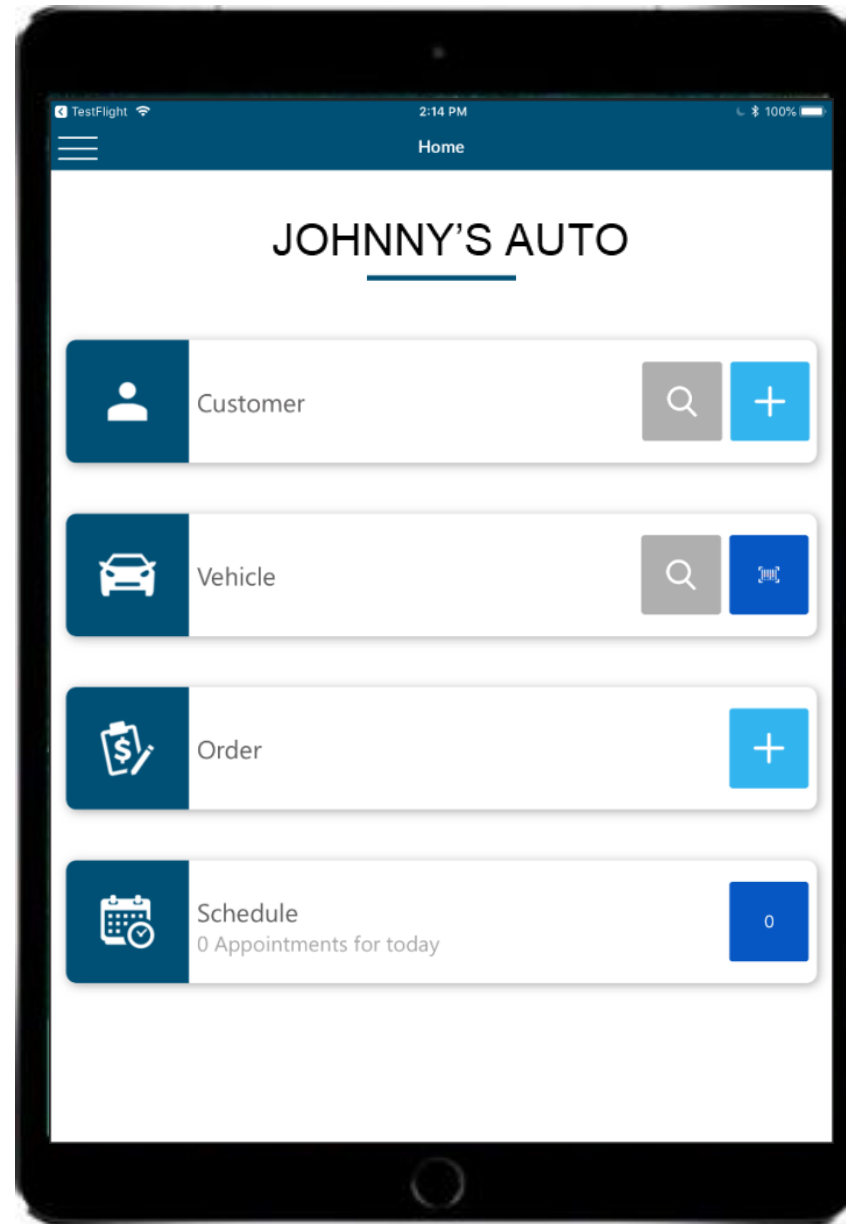 TestFlight 2:14 PM 100%
Home
JOHNNY’S AUTO
Customer
Vehicle
Order
Schedule
0 Appointments for today
0